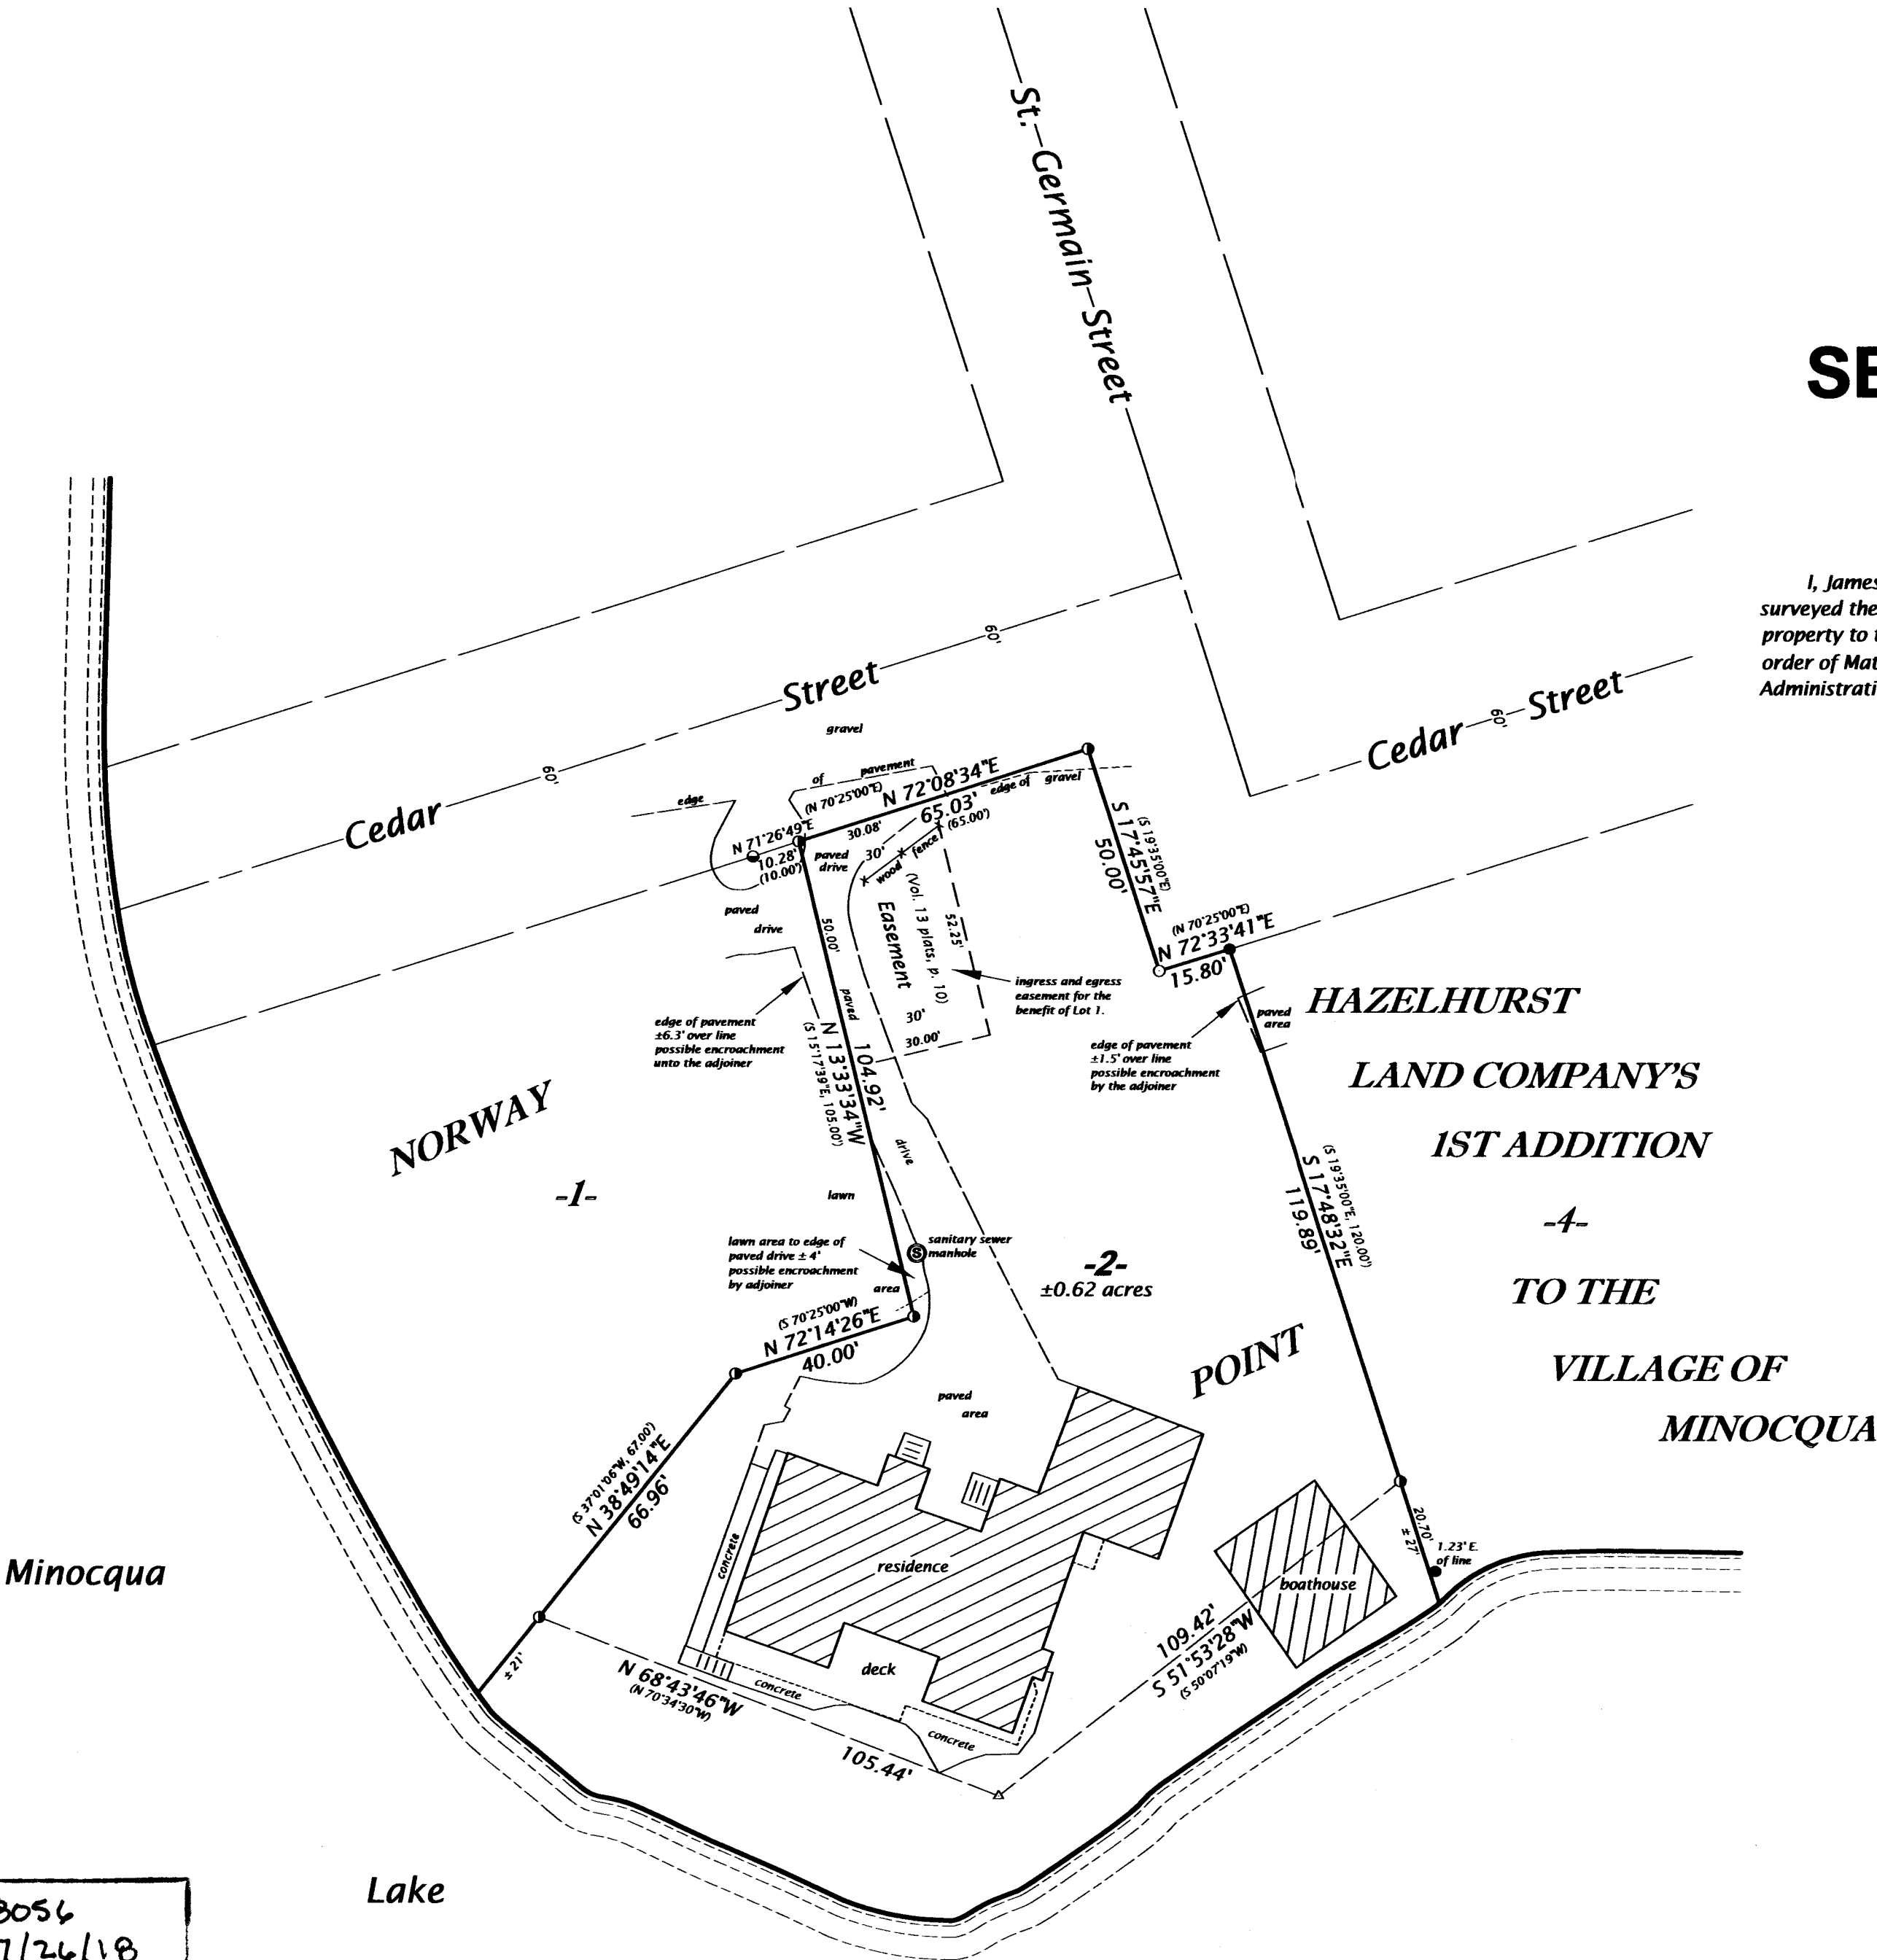 St. Germain Street
SE
I, James
surveyed the
property to t
order of Mat
Administrati
60'
Street
60'
Cedar
60'
Street
Cedar
gravel
of pavement
edge
(N 70°25'00"E)
N 72°08'34"E
65.03'
(65.00')
edge of gravel
N 71°26'49"E
10.28'
(10.00')
30.08'
30'
paved
drive
wood fence
paved
drive
50.00'
Easement
(Vol. 13 plats, p. 10)
52.25'
30'
30.00'
(S 19°35'00"E)
S 17°45'57"E
50.00'
(N 70°25'00"E)
N 72°33'41"E
15.80'
ingress and egress
easement for the
benefit of Lot 1.
edge of pavement
±6.3' over line
possible encroachment
unto the adjoiner
paved
drive
104.92'
N 13°33'34"W
(S 15°17'39"E, 105.00')
edge of pavement
±1.5' over line
possible encroachment
by the adjoiner
paved
area
HAZELHURST
LAND COMPANY'S
1ST ADDITION
-4-
TO THE
VILLAGE OF
MINOCQUA
NORWAY
-1-
lawn
area
lawn area to edge of
paved drive ± 4'
possible encroachment
by adjoiner
S
sanitary sewer
manhole
-2-
±0.62 acres
(S 19°35'00"E, 120.00')
S 17°48'32"E
119.89'
(S 70°25'00"W)
N 72°14'26"E
40.00'
POINT
paved
area
(S 37°01'06"W, 67.00')
N 38°49'14"E
66.96'
concrete
residence
boathouse
20.70'
± 27'
1.23' E.
of line
109.42'
S 51°53'28"W
(S 50°07'19"W)
deck
± 21'
N 68°43'46"W
(N 70°34'30"W)
105.44'
concrete
concrete
Minocqua
Lake
3056
7/26/18